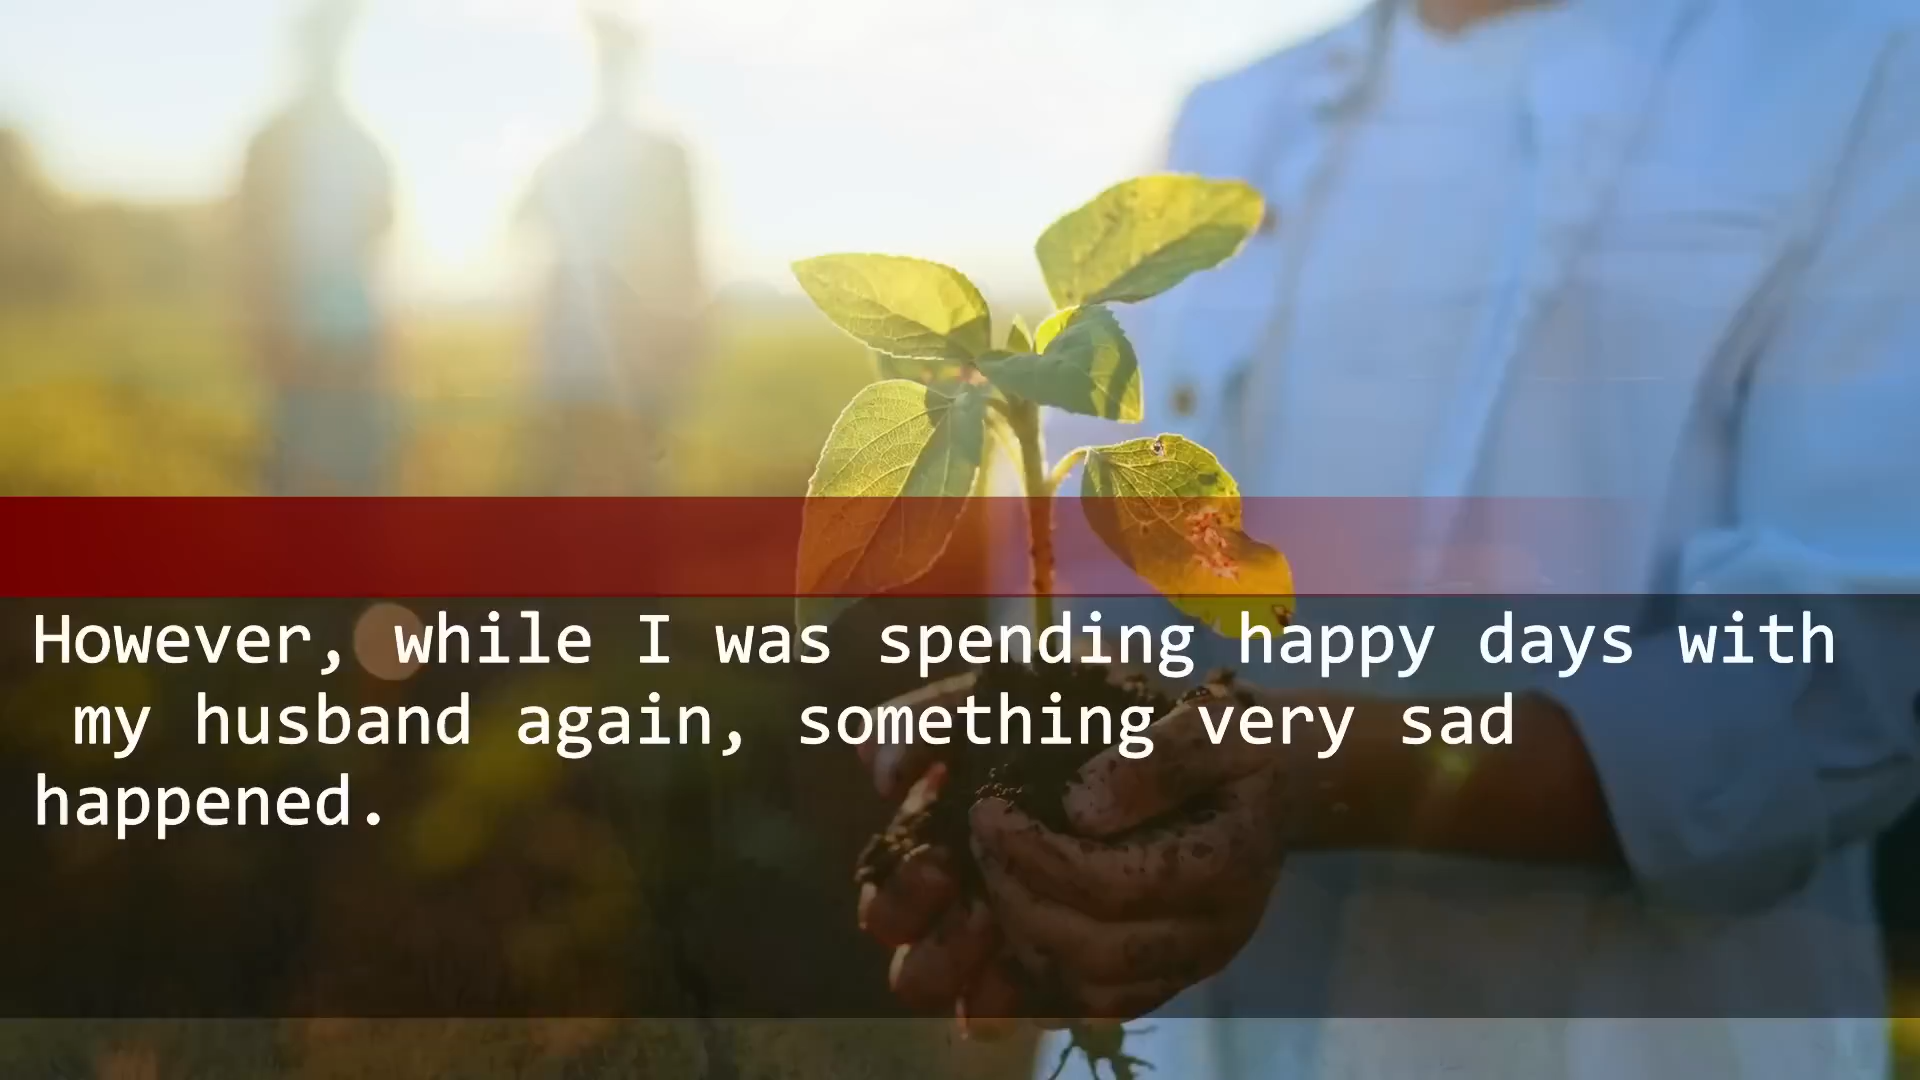 However, while I was spending happy days with
my husband again, something very sad
happened.